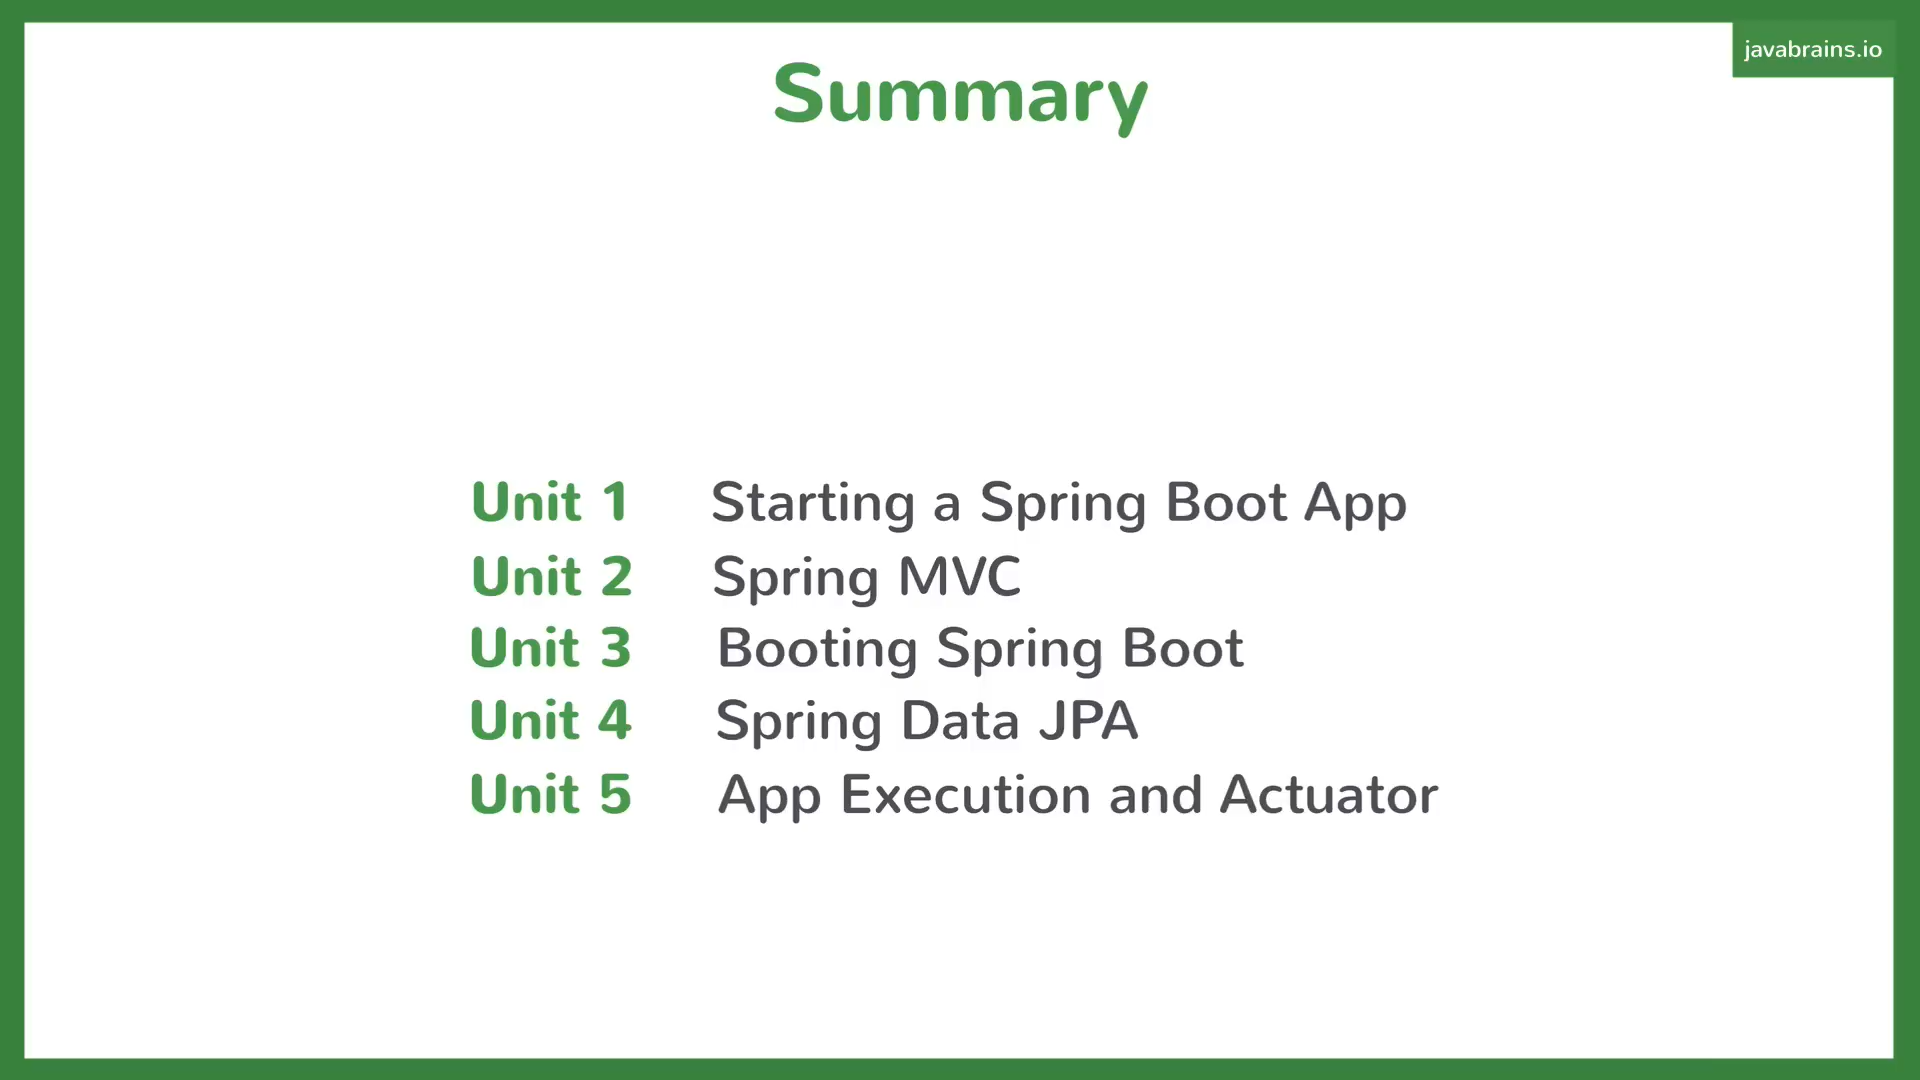 javabrains.io
Summary
Unit 1 Starting a Spring Boot App
Unit 2 Spring MVC
Unit 3 Booting Spring Boot
Unit 4 Spring Data JPA
Unit 5 App Execution and Actuator